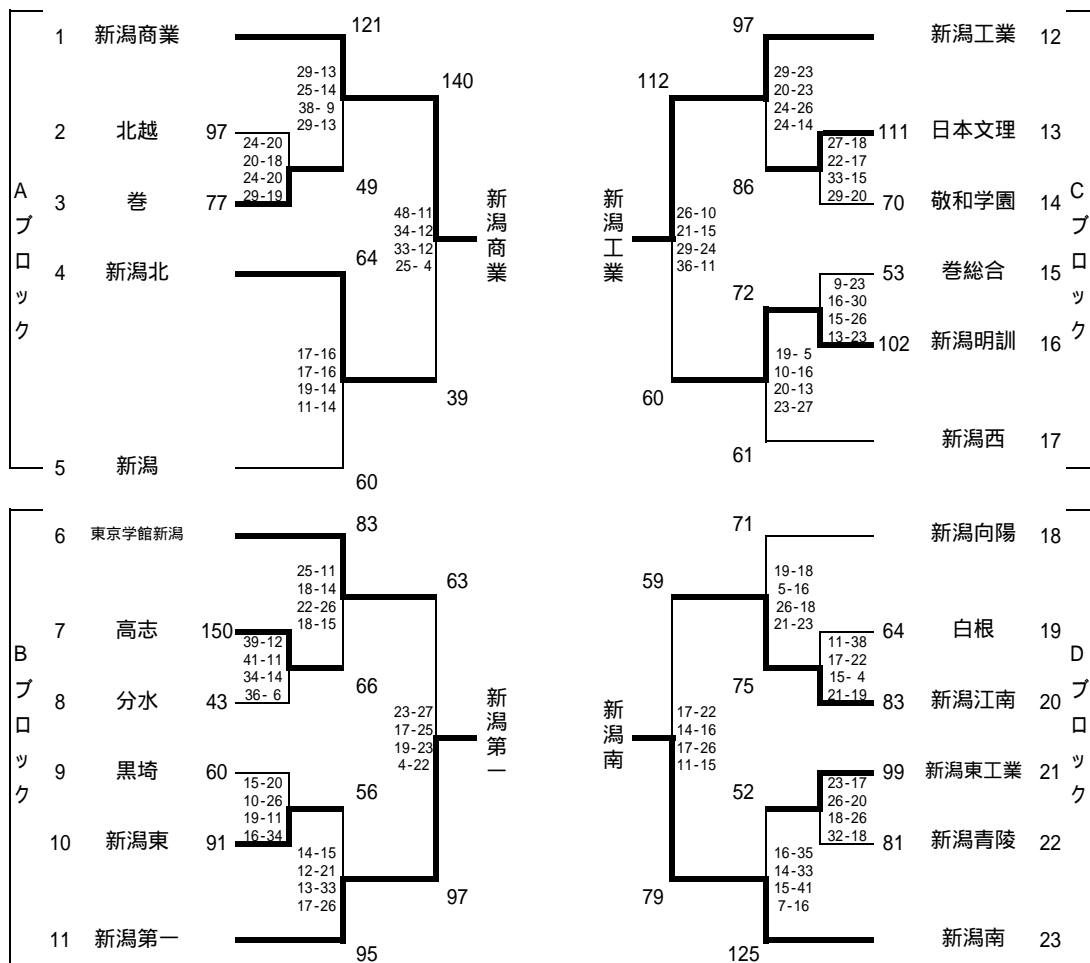 Aブロック
1 新潟商業 121
29-13
25-14
38- 9
29-13
140
2 北越 97
24-20
20-18
24-20
29-19
3 巻 77
49
48-11
34-12
33-12
25- 4
新潟商業
4 新潟北 64
17-16
17-16
19-14
11-14
39
5 新潟 60
Bブロック
6 東京学館新潟 83
25-11
18-14
22-26
18-15
63
7 高志 150
39-12
41-11
34-14
36- 6
8 分水 43
66
23-27
17-25
19-23
4-22
新潟第一
9 黒埼 60
15-20
10-26
19-11
16-34
56
10 新潟東 91
14-15
12-21
13-33
17-26
97
11 新潟第一 95
Cブロック
97 新潟工業 12
112
29-23
20-23
24-26
24-14
111 日本文理 13
27-18
22-17
33-15
29-20
86
70 敬和学園 14
新潟工業
26-10
21-15
29-24
36-11
53 巻総合 15
9-23
16-30
15-26
13-23
72
102 新潟明訓 16
19- 5
10-16
20-13
23-27
60
61 新潟西 17
Dブロック
71 新潟向陽 18
59
19-18
5-16
26-18
21-23
64 白根 19
11-38
17-22
15- 4
21-19
75
83 新潟江南 20
新潟南
17-22
14-16
17-26
11-15
99 新潟東工業 21
23-17
26-20
18-26
32-18
52
81 新潟青陵 22
16-35
14-33
15-41
7-16
79
125 新潟南 23